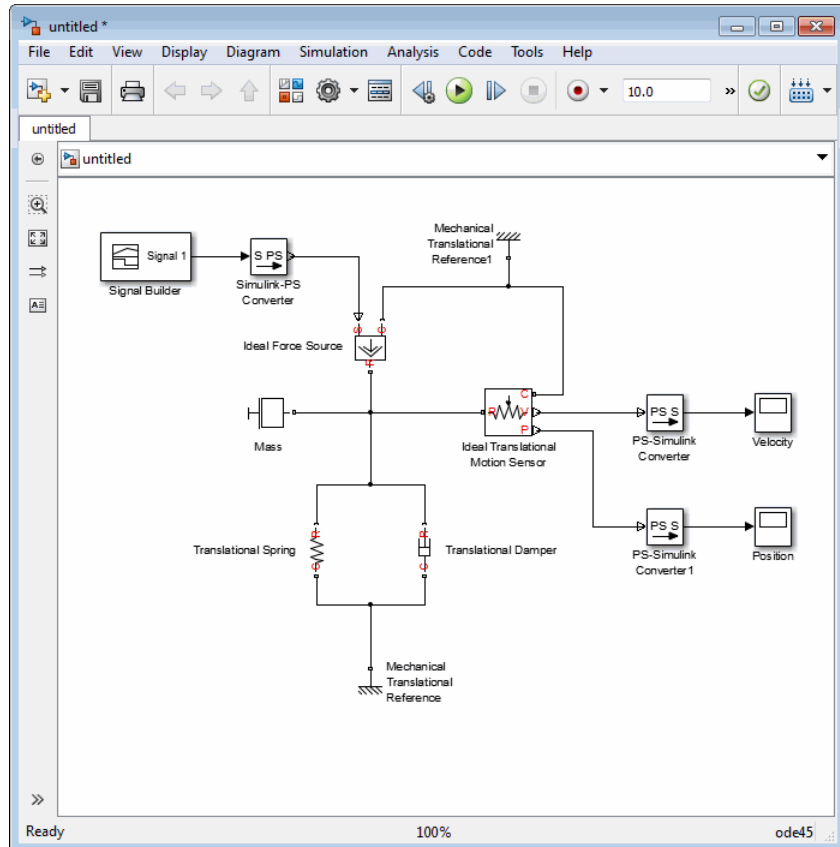 untitled *
File Edit View Display Diagram Simulation Analysis Code Tools Help
10.0 »
untitled
untitled
Mechanical
Translational
Reference1
Signal 1
Signal Builder
S PS
Simulink-PS
Converter
S C
Ideal Force Source
R
Mass
C
R V
P
Ideal Translational
Motion Sensor
PS S
PS-Simulink
Converter
Velocity
R
C
Translational Spring
R
C
Translational Damper
PS S
PS-Simulink
Converter1
Position
Mechanical
Translational
Reference
»
Ready 100% ode45